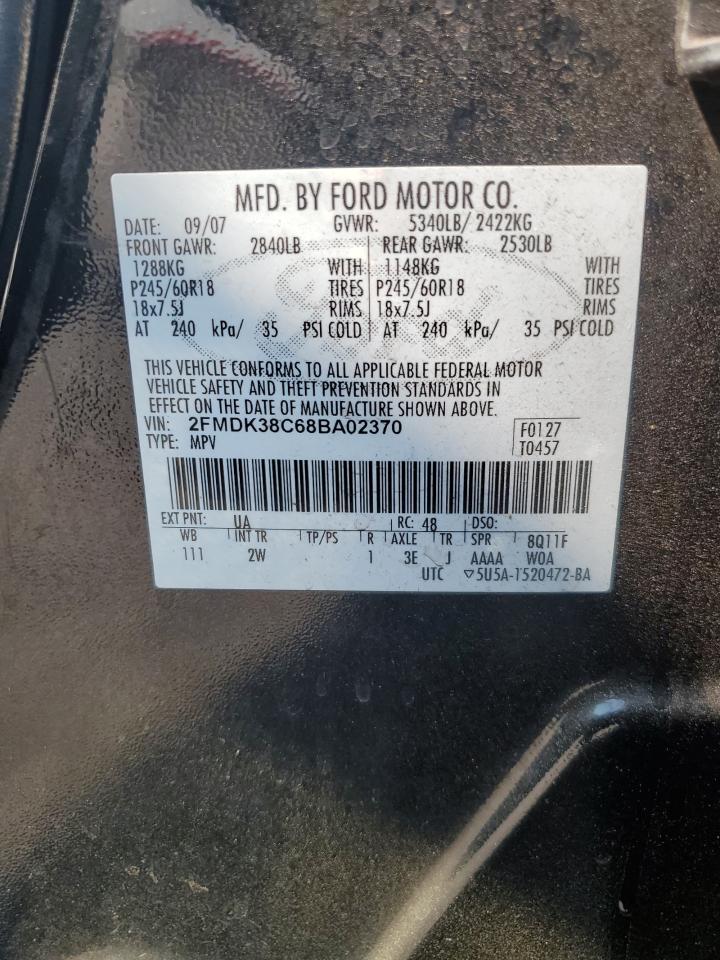 MFD. BY FORD MOTOR CO.
DATE: 09/07 GVWR: 5340LB/ 2422KG
FRONT GAWR: 2840LB REAR GAWR: 2530LB
1288KG WITH 1148KG WITH
P245/60R18 TIRES P245/60R18 TIRES
18x7.5J RIMS 18x7.5J RIMS
AT 240 kPa/ 35 PSI COLD AT 240 kPa/ 35 PSI COLD
THIS VEHICLE CONFORMS TO ALL APPLICABLE FEDERAL MOTOR
VEHICLE SAFETY AND THEFT PREVENTION STANDARDS IN
EFFECT ON THE DATE OF MANUFACTURE SHOWN ABOVE.
VIN: 2FMDK38C68BA02370 F0127
TYPE: MPV T0457
EXT PNT: UA RC: 48 DSO:
WB INT TR TP/PS R AXLE TR SPR 8Q11F
111 2W 1 3E J AAAA W0A
UTC ▽5U5A-1520472-BA